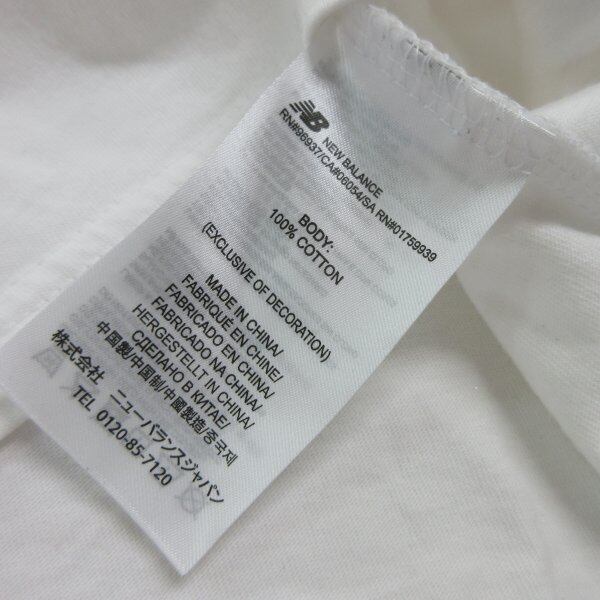 NB
NEW BALANCE
RN#96937/CA#06054/SA RN#01759939
BODY:
100% COTTON
(EXCLUSIVE OF DECORATION)
MADE IN CHINA/
FABRIQUÉ EN CHINE/
FABRICADO EN CHINA/
FABRICADO NA CHINA/
HERGESTELLT IN CHINA/
СДЕЛАНО В КИТАЕ/
中国製/中国制/中國製造/중국제
株式会社 ニューバランスジャパン
TEL 0120-85-7120